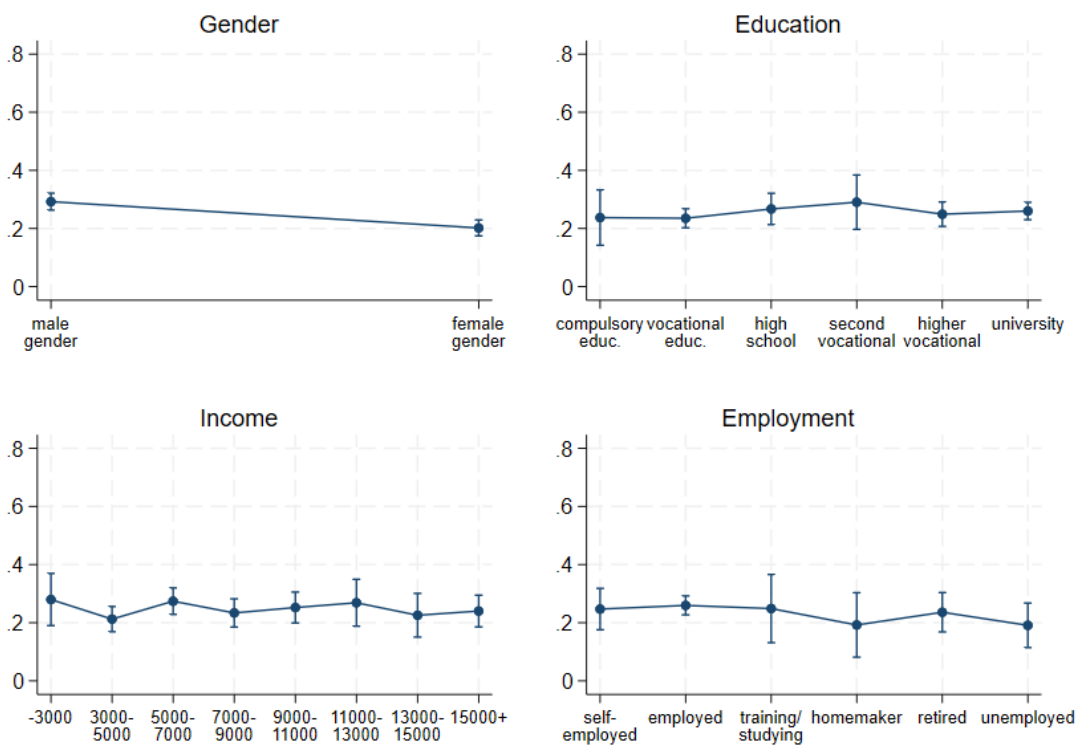 Gender
.8
.6
.4
.2
0
male
gender
female
gender
Education
.8
.6
.4
.2
0
compulsory
educ.
vocational
educ.
high
school
second
vocational
higher
vocational
university
Income
.8
.6
.4
.2
0
-3000
3000-
5000
5000-
7000
7000-
9000
9000-
11000
11000-
13000
13000-
15000
15000+
Employment
.8
.6
.4
.2
0
self-
employed
employed
training/
studying
homemaker
retired
unemployed